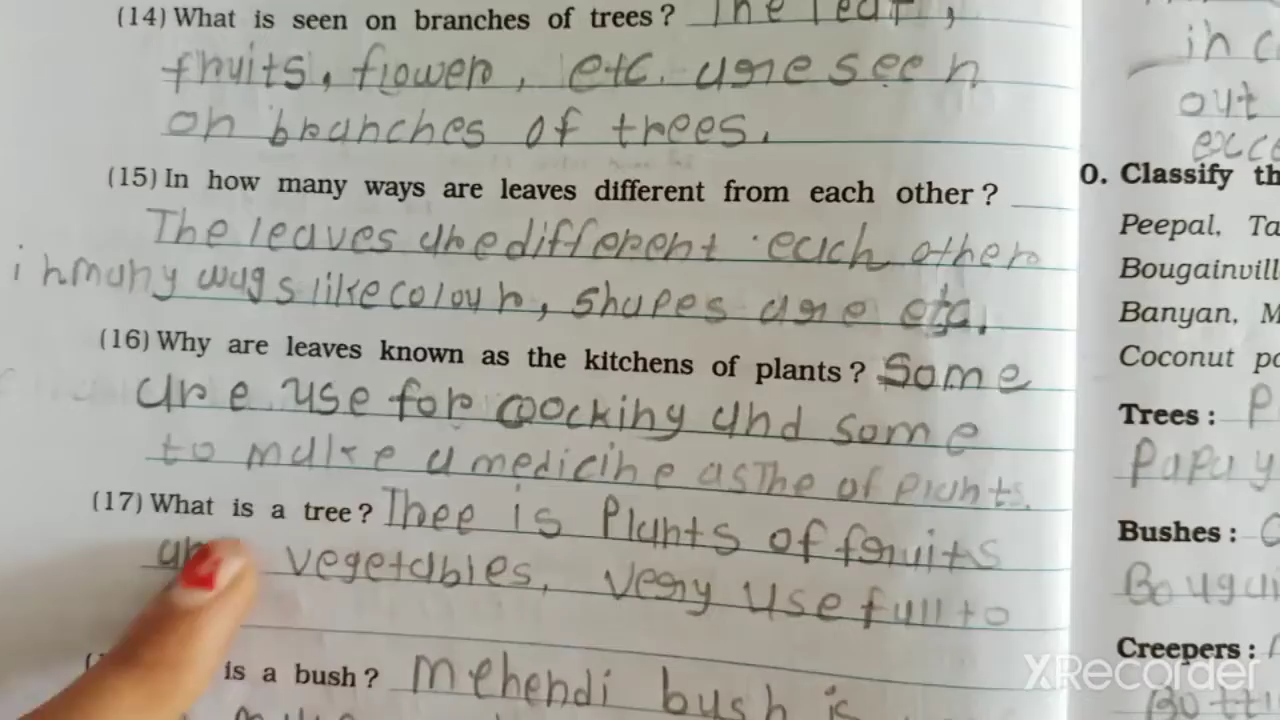 (14) What is seen on branches of trees? The leaf,
fruits, flower, etc. are seen
on branches of trees.
(15) In how many ways are leaves different from each other?
The leaves are different each other
in many ways like colour, shapes are etc.
(16) Why are leaves known as the kitchens of plants? Some
are use for coocking and some
to make a medicine as the of plants.
(17) What is a tree? Thee is Plants of fruits
vegetables, very usefull to
is a bush? mehendi bush is
in c
out
exce
0. Classify th
Peepal, Ta
Bougainvill
Banyan, M
Coconut pa
Trees: P
Papay
Bushes:
Bougai
Creepers:
XRecorder